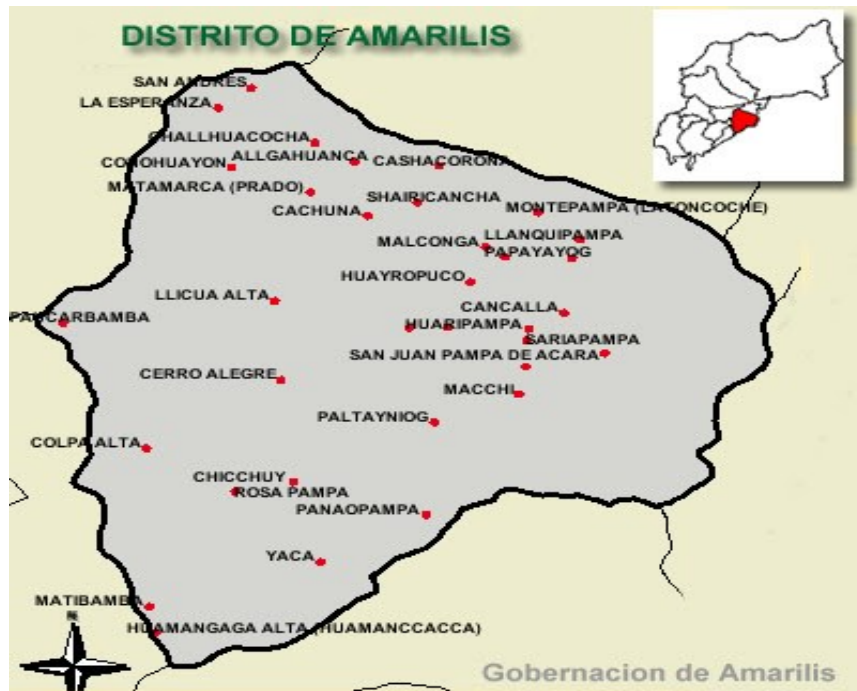 DISTRITO DE AMARILIS
SAN ANDRES
LA ESPERANZA
CHALLHUACOCHA
ALLGAHUANCA
CONOHUAYON
CASHACORONA
MATAMARCA (PRADO)
SHAIRICANCHA
CACHUNA
MONTEPAMPA (LATONCOCHE)
LLANQUIPAMPA
MALCONGA
PAPAYAYOG
HUAYROPUCO
LLICUA ALTA
CANCALLA
PAUCARBAMBA
HUARIPAMPA
SARIAPAMPA
SAN JUAN PAMPA DE ACARA
CERRO ALEGRE
MACCHI
PALTAYNIOG
COLPA ALTA
CHICCHUY
ROSA PAMPA
PANAOPAMPA
YACA
MATIBAMBA
N
HUAMANGAGA ALTA (HUAMANCCACCA)
Gobernacion de Amarilis